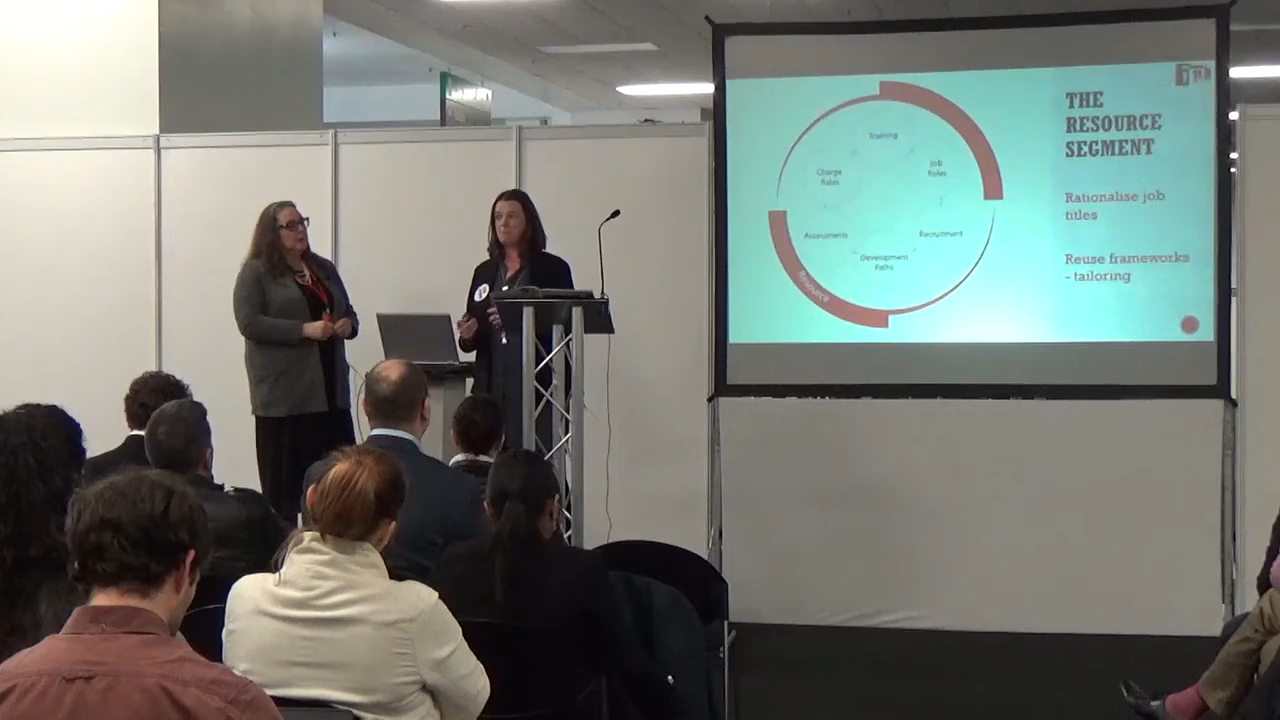 THE
RESOURCE
SEGMENT
Rationalise job
titles
Reuse frameworks
- tailoring
Training
Job
Roles
Recruitment
Development
Paths
Assessments
Charge
Rates
Resource